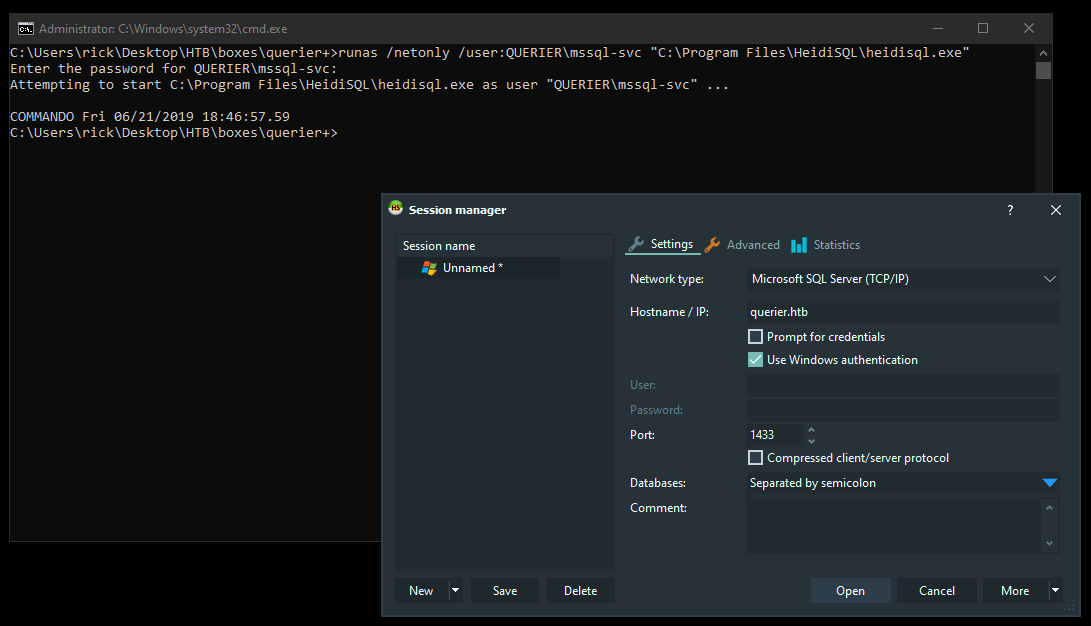 Administrator: C:\Windows\system32\cmd.exe
C:\Users\rick\Desktop\HTB\boxes\querier+>runas /netonly /user:QUERIER\mssql-svc "C:\Program Files\HeidiSQL\heidisql.exe"
Enter the password for QUERIER\mssql-svc:
Attempting to start C:\Program Files\HeidiSQL\heidisql.exe as user "QUERIER\mssql-svc" ...
COMMANDO Fri 06/21/2019 18:46:57.59
C:\Users\rick\Desktop\HTB\boxes\querier+>
HS Session manager ?
Session name
Unnamed *
Settings Advanced Statistics
Network type: Microsoft SQL Server (TCP/IP)
Hostname / IP: querier.htb
Prompt for credentials
Use Windows authentication
User:
Password:
Port: 1433
Compressed client/server protocol
Databases: Separated by semicolon
Comment:
New Save Delete Open Cancel More